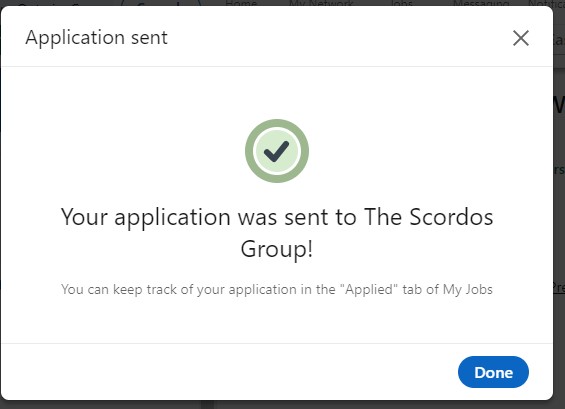 Home My Network Jobs Messaging
Application sent
Your application was sent to The Scordos
Group!
You can keep track of your application in the "Applied" tab of My Jobs
Done